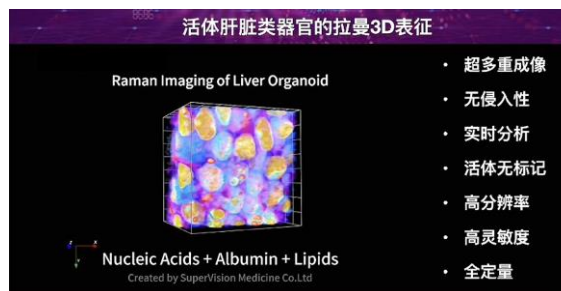 活体肝脏类器官的拉曼3D表征
Raman Imaging of Liver Organoid
Nucleic Acids + Albumin + Lipids
Created by SuperVision Medicine Co.Ltd
· 超多重成像
· 无侵入性
· 实时分析
· 活体无标记
· 高分辨率
· 高灵敏度
· 全定量